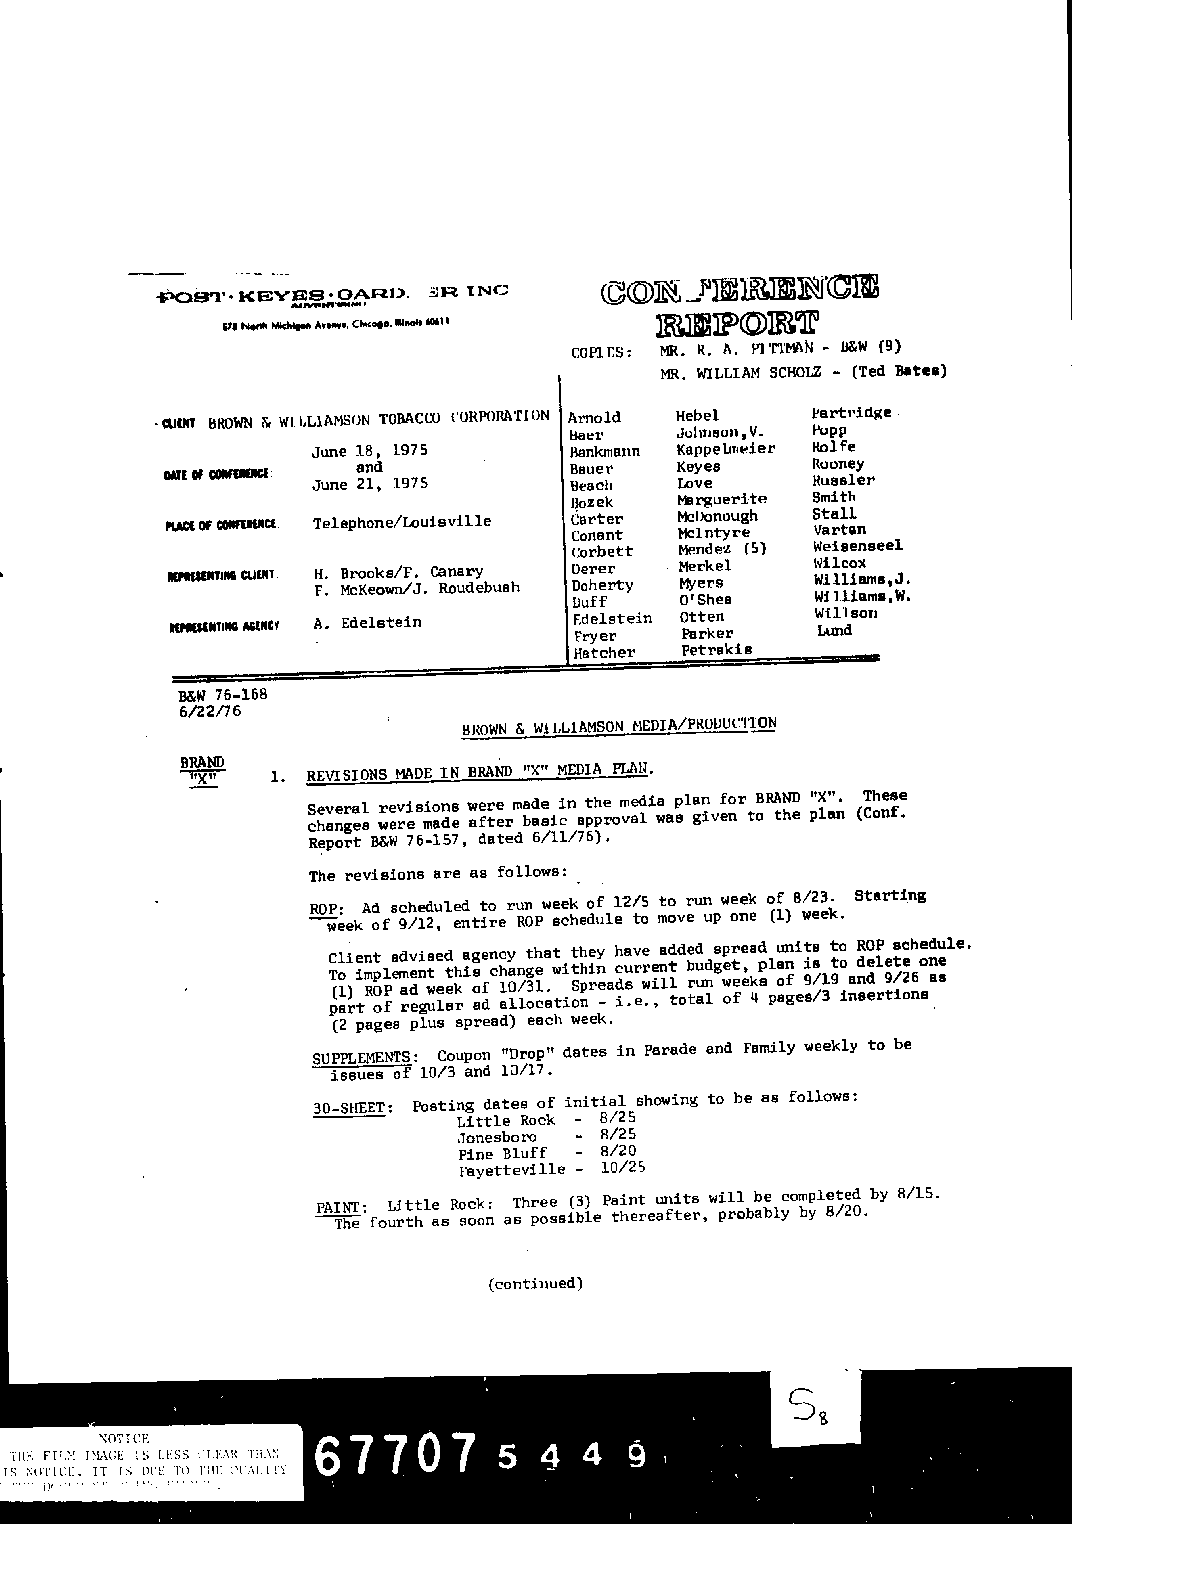 POST·KEYES·GARD. ER INC
ADVERTISING
875 North Michigan Avenue, Chicago, Illinois 60611
CON ERENCE
REPORT
COPIES: MR. R. A. PITTMAN - B&W (9)
MR. WILLIAM SCHOLZ - (Ted Bates)
CLIENT BROWN & WILLIAMSON TOBACCO CORPORATION
DATE OF CONFERENCE:
June 18, 1975
and
June 21, 1975
PLACE OF CONFERENCE: Telephone/Louisville
REPRESENTING CLIENT: H. Brooks/F. Canary
F. McKeown/J. Roudebush
REPRESENTING AGENCY A. Edelstein
Arnold Hebel Partridge
Baer Johnson,V. Popp
Bankmann Kappelmeier Rolfe
Bauer Keyes Rooney
Beach Love Russler
Bozek Marguerite Smith
Carter McDonough Stall
Conant McIntyre Vartan
Corbett Mendez (5) Weisenseel
Derer Merkel Wilcox
Doherty Myers Williams,J.
Duff O'Shea Williams,W.
Edelstein Otten Willson
Fryer Parker Lund
Hatcher Petrakis
B&W 76-168
6/22/76
BROWN & WILLIAMSON MEDIA/PRODUCTION
BRAND
"X"
1. REVISIONS MADE IN BRAND "X" MEDIA PLAN.
Several revisions were made in the media plan for BRAND "X". These
changes were made after basic approval was given to the plan (Conf.
Report B&W 76-157, dated 6/11/76).
The revisions are as follows:
ROP: Ad scheduled to run week of 12/5 to run week of 8/23. Starting
week of 9/12, entire ROP schedule to move up one (1) week.
Client advised agency that they have added spread units to ROP schedule.
To implement this change within current budget, plan is to delete one
(1) ROP ad week of 10/31. Spreads will run weeks of 9/19 and 9/26 as
part of regular ad allocation - i.e., total of 4 pages/3 insertions
(2 pages plus spread) each week.
SUPPLEMENTS: Coupon "Drop" dates in Parade and Family weekly to be
issues of 10/3 and 10/17.
30-SHEET: Posting dates of initial showing to be as follows:
Little Rock - 8/25
Jonesboro - 8/25
Pine Bluff - 8/20
Fayetteville - 10/25
PAINT: Little Rock: Three (3) Paint units will be completed by 8/15.
The fourth as soon as possible thereafter, probably by 8/20.
(continued)
S8
NOTICE
THE FILM IMAGE IS LESS CLEAR THAN
IS NOTICE, IT IS DUE TO THE QUALITY
67707 5449